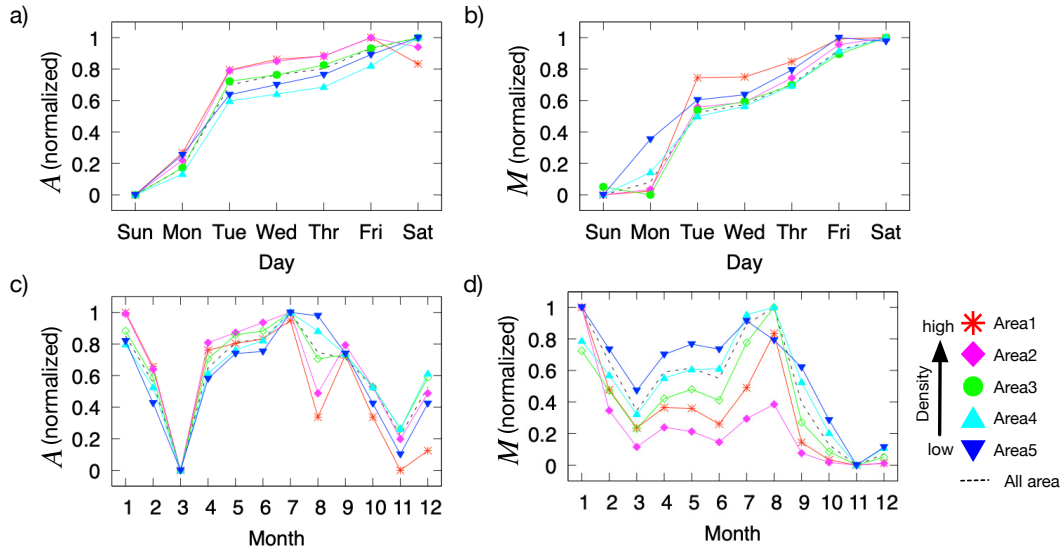 a)
A (normalized)
1
0.8
0.6
0.4
0.2
0
Sun Mon Tue Wed Thr Fri Sat
Day
b)
M (normalized)
1
0.8
0.6
0.4
0.2
0
Sun Mon Tue Wed Thr Fri Sat
Day
c)
A (normalized)
1
0.8
0.6
0.4
0.2
0
1 2 3 4 5 6 7 8 9 10 11 12
Month
d)
M (normalized)
1
0.8
0.6
0.4
0.2
0
1 2 3 4 5 6 7 8 9 10 11 12
Month
high
Density
low
Area1
Area2
Area3
Area4
Area5
All area